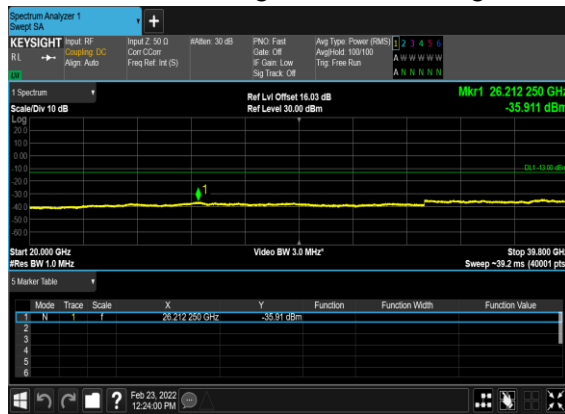 Spectrum Analyzer 1
Swept SA
+
KEYSIGHT Input: RF Input Z: 50 Ω #Atten: 30 dB PNO: Fast Avg Type: Power (RMS) 1 2 3 4 5 6
RL Coupling: DC Corr CCorr Gate: Off Avg|Hold: 100/100 A W W W W W
Align: Auto Freq Ref: Int (S) IF Gain: Low Trig: Free Run
LW Sig Track: Off A N N N N N
1 Spectrum Ref Lvl Offset 16.03 dB Mkr1 26.212 250 GHz
Scale/Div 10 dB Ref Level 30.00 dBm -35.911 dBm
Log
20.0
10.0
0.00
-10.0 DL1 -13.00 dBm
-20.0
-30.0 1
-40.0
-50.0
-60.0
Start 20.000 GHz Video BW 3.0 MHz* Stop 39.800 GHz
#Res BW 1.0 MHz Sweep ~39.2 ms (40001 pts)
5 Marker Table
Mode Trace Scale X Y Function Function Width Function Value
1 N 1 f 26.212 250 GHz -35.91 dBm
2
3
4
5
6
? Feb 23, 2022
12:24:00 PM